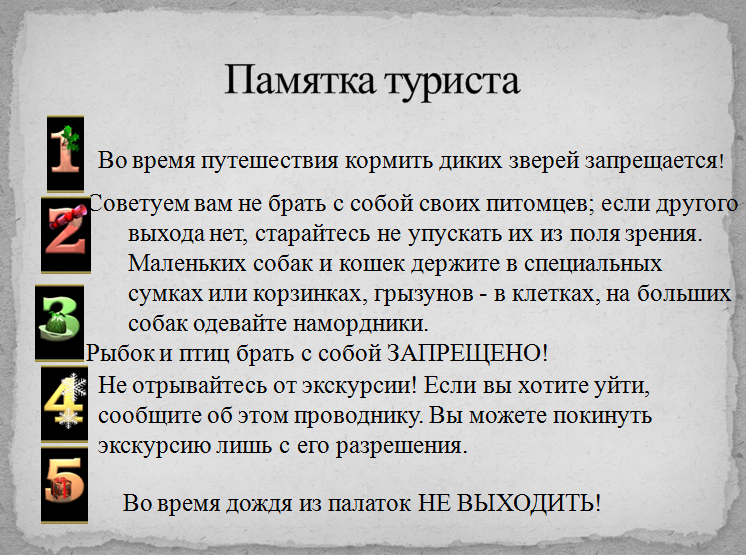 Памятка туриста
1
Во время путешествия кормить диких зверей запрещается!
2
Советуем вам не брать с собой своих питомцев; если другого
выхода нет, старайтесь не упускать их из поля зрения.
Маленьких собак и кошек держите в специальных
сумках или корзинках, грызунов - в клетках, на больших
собак одевайте намордники.
3
Рыбок и птиц брать с собой ЗАПРЕЩЕНО!
4
Не отрывайтесь от экскурсии! Если вы хотите уйти,
сообщите об этом проводнику. Вы можете покинуть
экскурсию лишь с его разрешения.
5
Во время дождя из палаток НЕ ВЫХОДИТЬ!